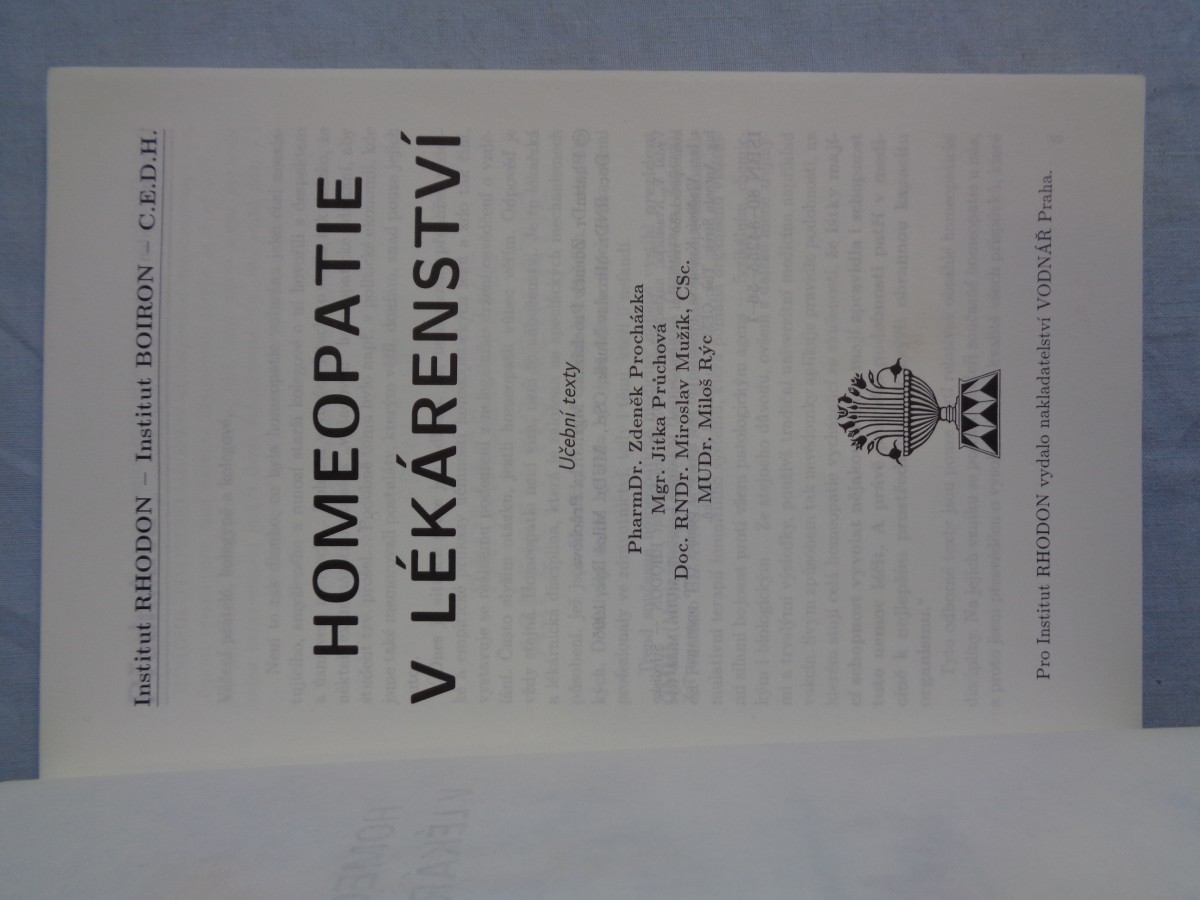 Institut RHODON – Institut BOIRON – C.E.D.H.
HOMEOPATIE
V LÉKÁRENSTVÍ
Učební texty
PharmDr. Zdeněk Procházka
Mgr. Jitka Průchová
Doc. RNDr. Miroslav Mužík, CSc.
MUDr. Miloš Rýc
Pro Institut RHODON vydalo nakladatelství VODNÁŘ Praha.